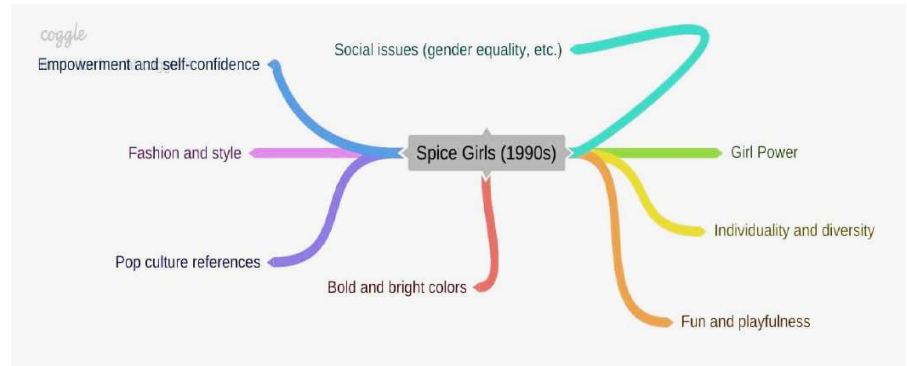 coggle
Social issues (gender equality, etc.)
Empowerment and self-confidence
Spice Girls (1990s)
Fashion and style
Girl Power
Individuality and diversity
Pop culture references
Bold and bright colors
Fun and playfulness